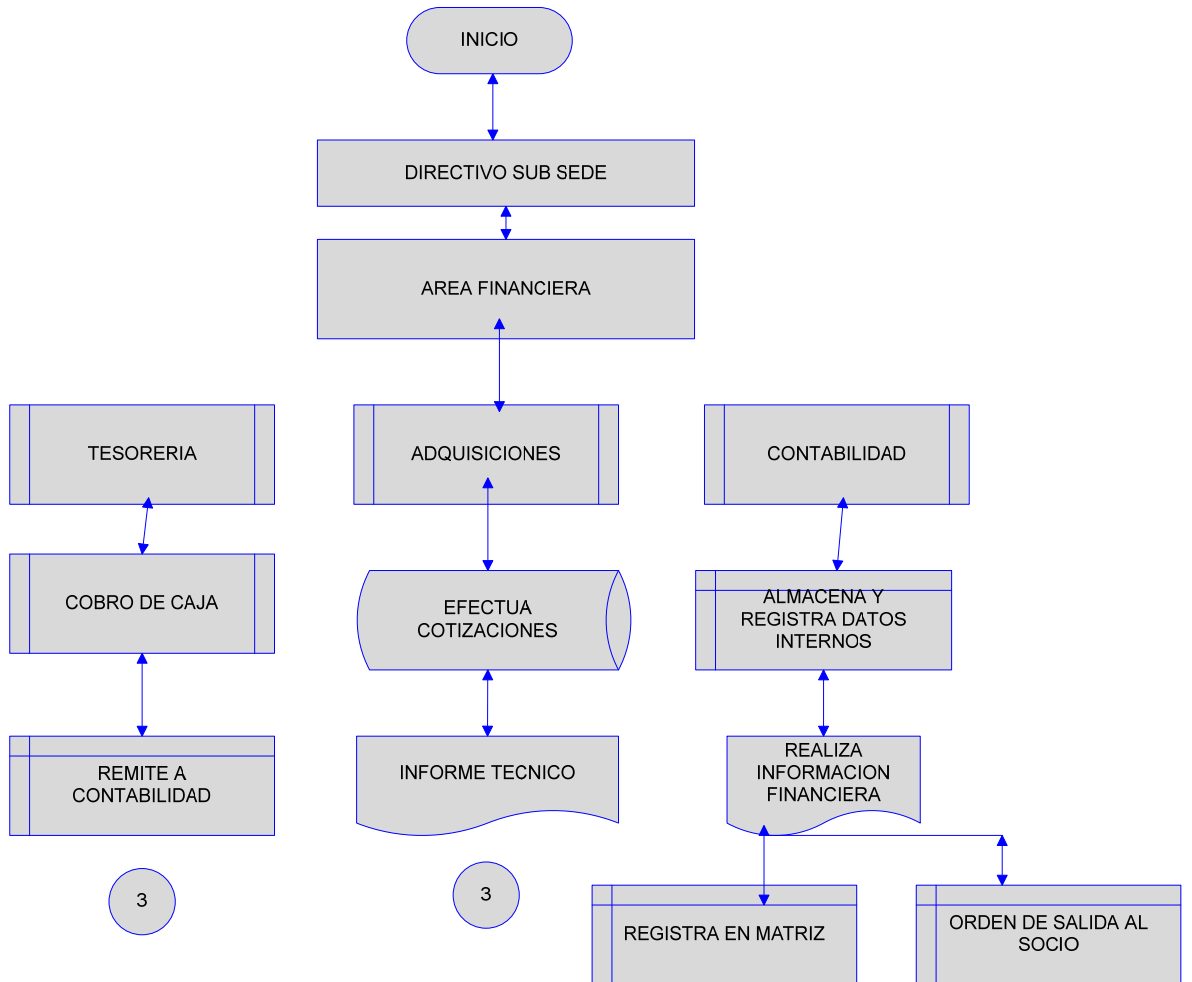 INICIO
DIRECTIVO SUB SEDE
AREA FINANCIERA
TESORERIA
ADQUISICIONES
CONTABILIDAD
COBRO DE CAJA
EFECTUA
COTIZACIONES
ALMACENA Y
REGISTRA DATOS
INTERNOS
REMITE A
CONTABILIDAD
INFORME TECNICO
REALIZA
INFORMACION
FINANCIERA
3
3
REGISTRA EN MATRIZ
ORDEN DE SALIDA AL
SOCIO